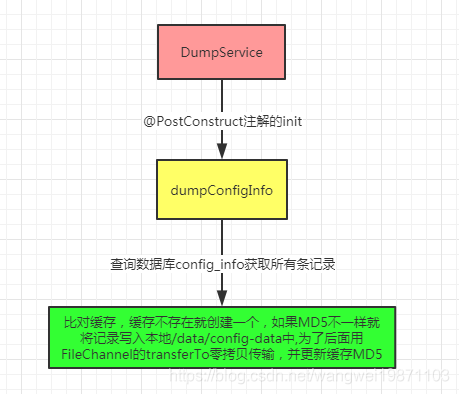 DumpService
@PostConstruct注解的init
dumpConfigInfo
查询数据库config_info获取所有条记录
比对缓存，缓存不存在就创建一个，如果MD5不一样就
将记录写入本地/data/config-data中,为了后面用
FileChannel的transferTo零拷贝传输，并更新缓存MD5
https://blog.csdn.net/wangwei19871103